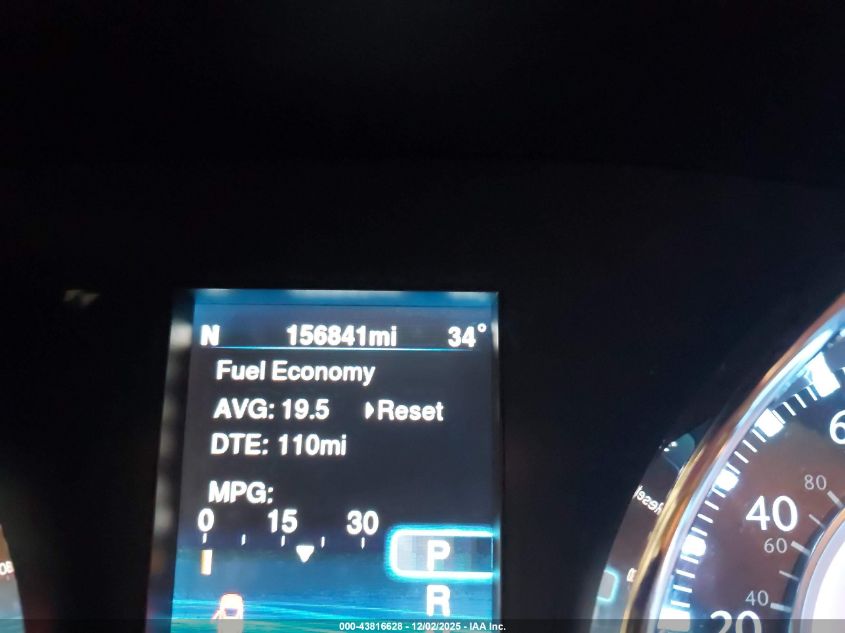 N 156841mi 34°
Fuel Economy
AVG: 19.5 Reset
DTE: 110mi
MPG:
0 15 30
P
R
80
40
60
40
20
000-43816628 - 12/02/2025 - IAA Inc.